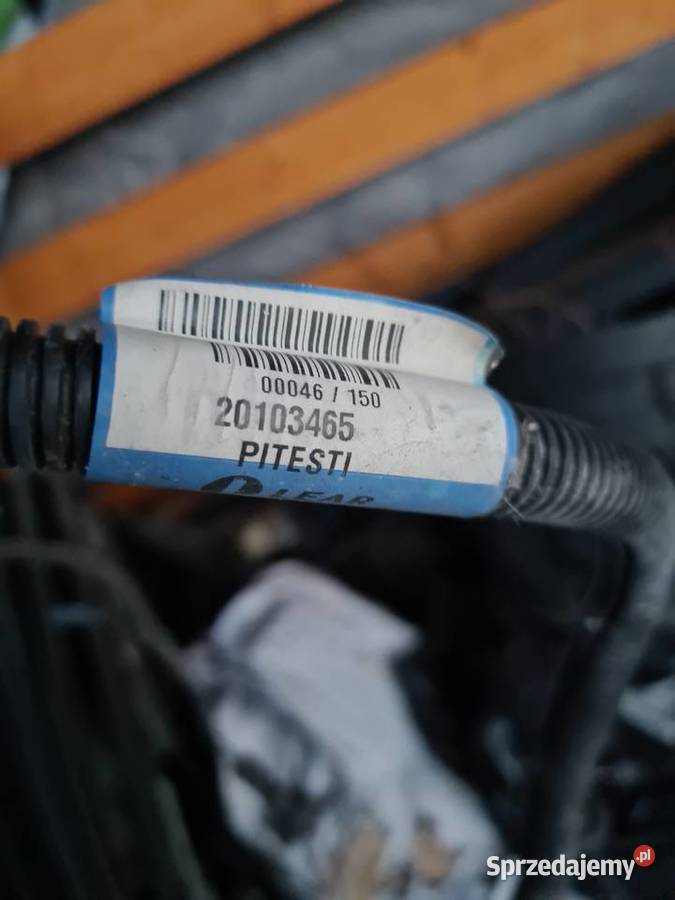 00046 / 150
20103465
PITESTI
LEAR
Sprzedajemy.pl